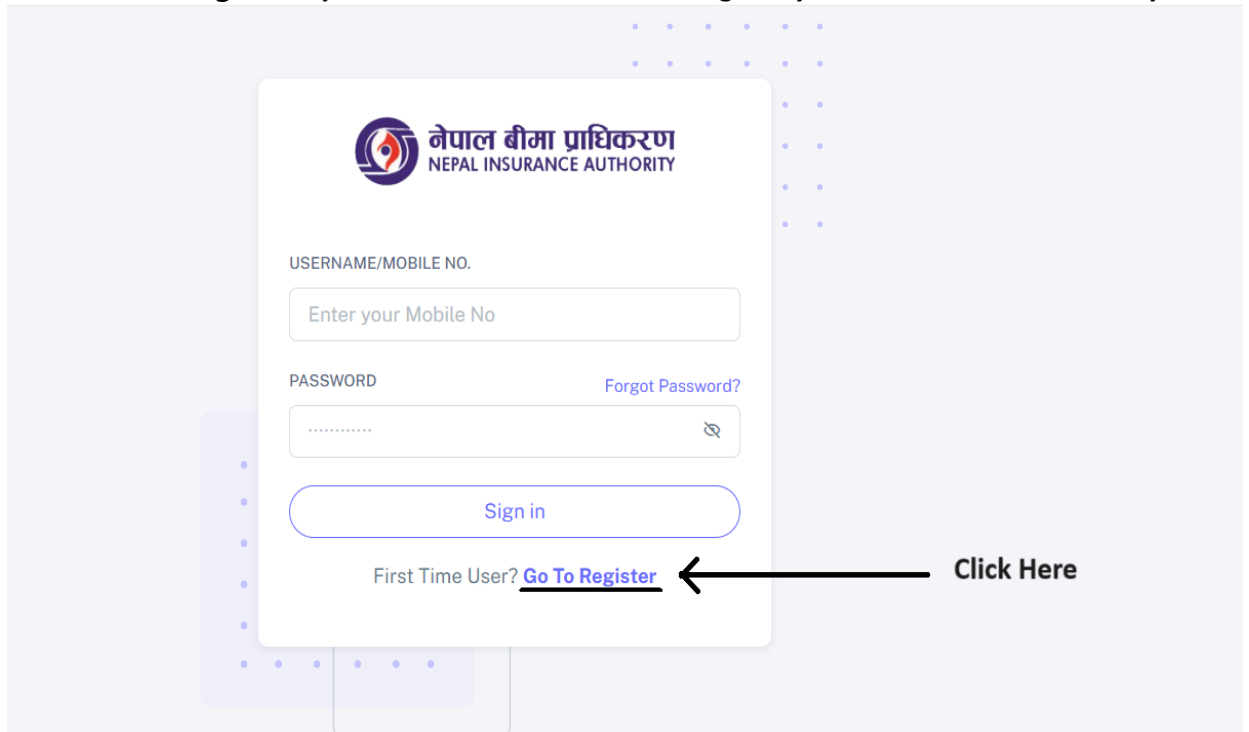 नेपाल बीमा प्राधिकरण
NEPAL INSURANCE AUTHORITY
USERNAME/MOBILE NO.
Enter your Mobile No
PASSWORD
Forgot Password?
Sign in
First Time User? Go To Register
Click Here